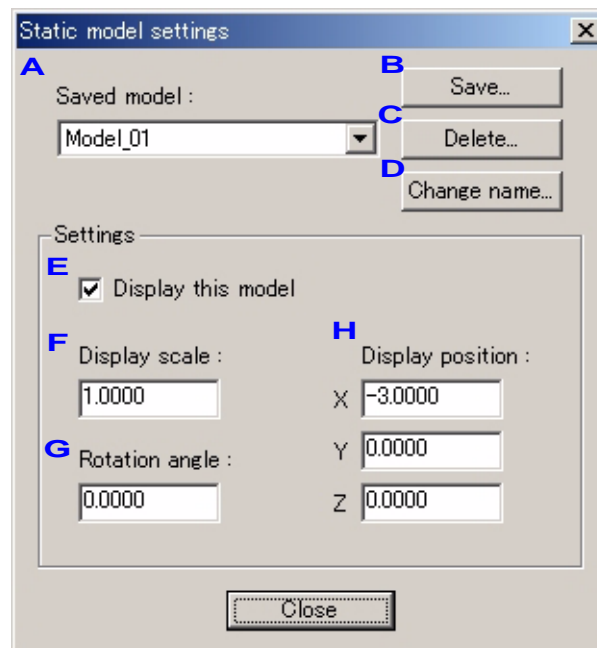 Static model settings
A
Saved model :
Model_01
B
Save...
C
Delete...
D
Change name...
Settings
E
Display this model
F
Display scale :
1.0000
G
Rotation angle :
0.0000
H
Display position :
X -3.0000
Y 0.0000
Z 0.0000
Close